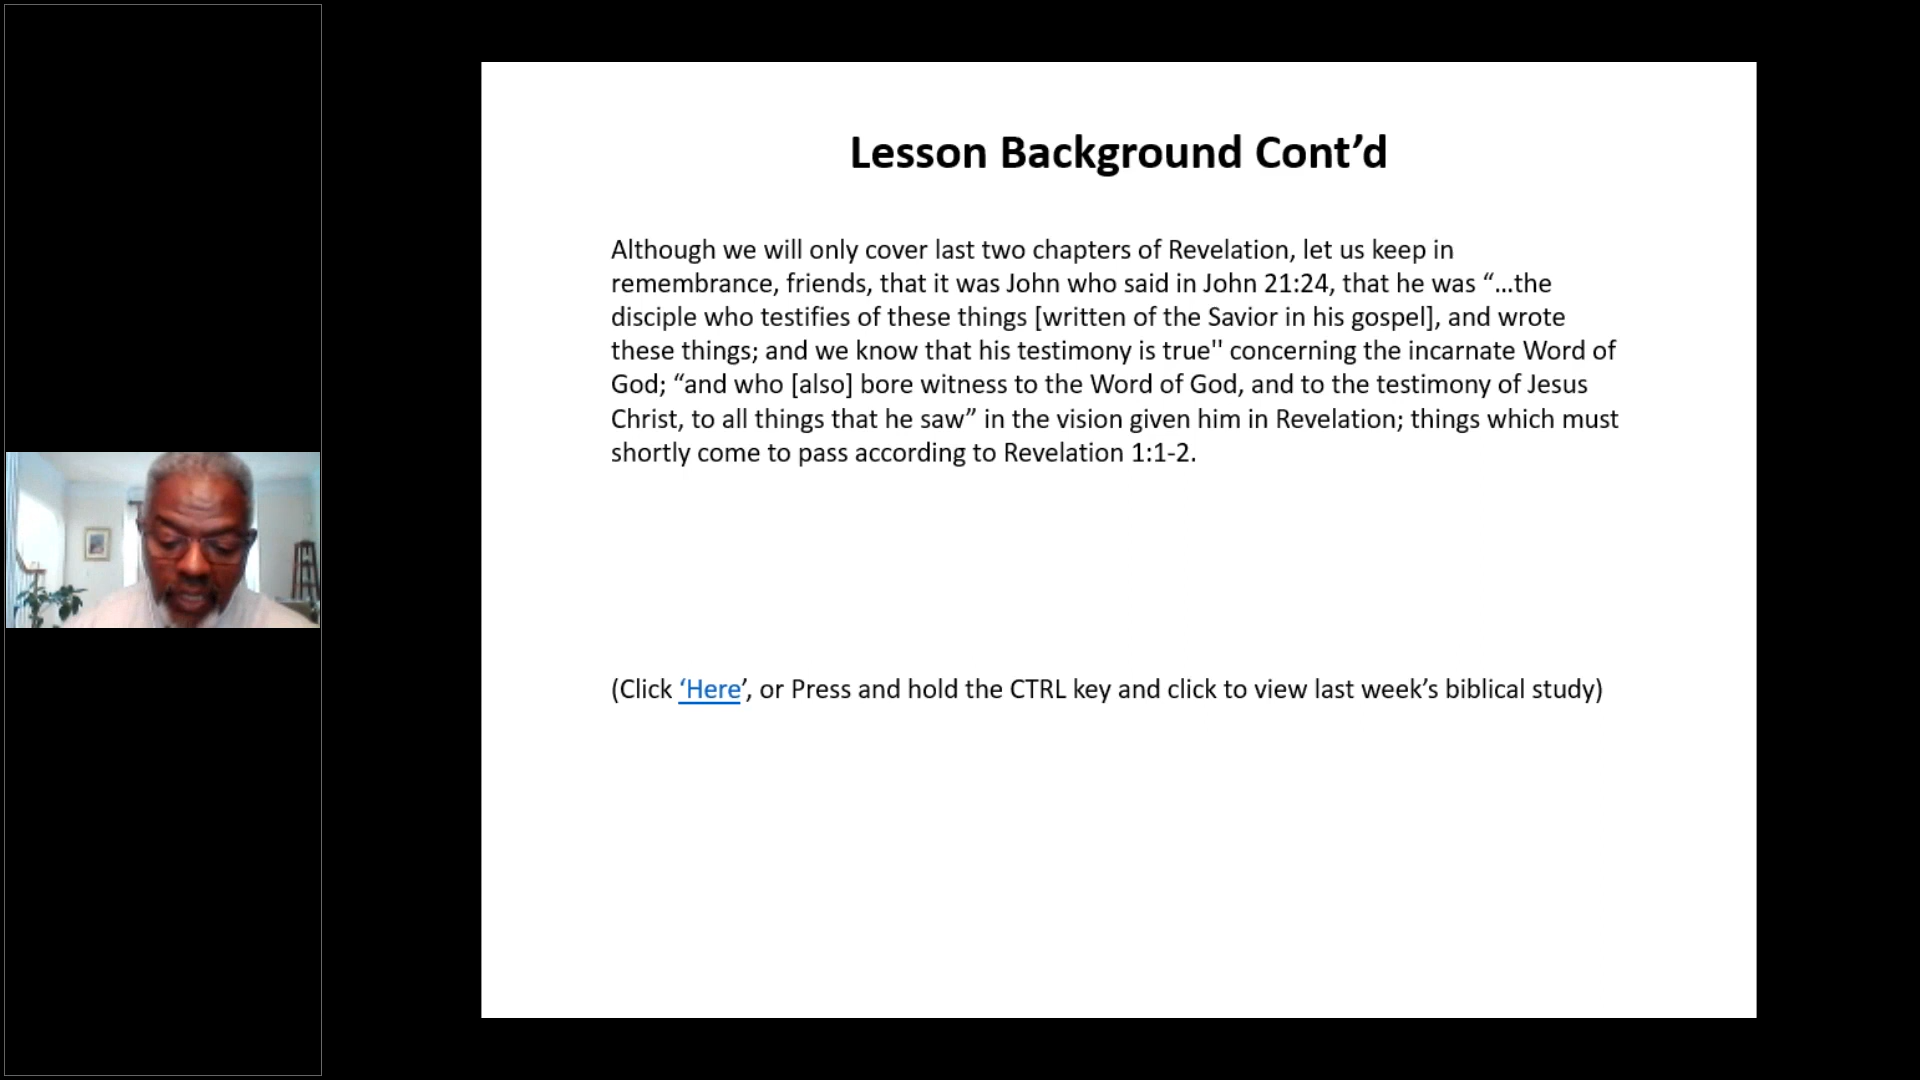 Lesson Background Cont’d
Although we will only cover last two chapters of Revelation, let us keep in
remembrance, friends, that it was John who said in John 21:24, that he was “…the
disciple who testifies of these things [written of the Savior in his gospel], and wrote
these things; and we know that his testimony is true'' concerning the incarnate Word of
God; “and who [also] bore witness to the Word of God, and to the testimony of Jesus
Christ, to all things that he saw” in the vision given him in Revelation; things which must
shortly come to pass according to Revelation 1:1-2.
(Click ‘Here’, or Press and hold the CTRL key and click to view last week’s biblical study)